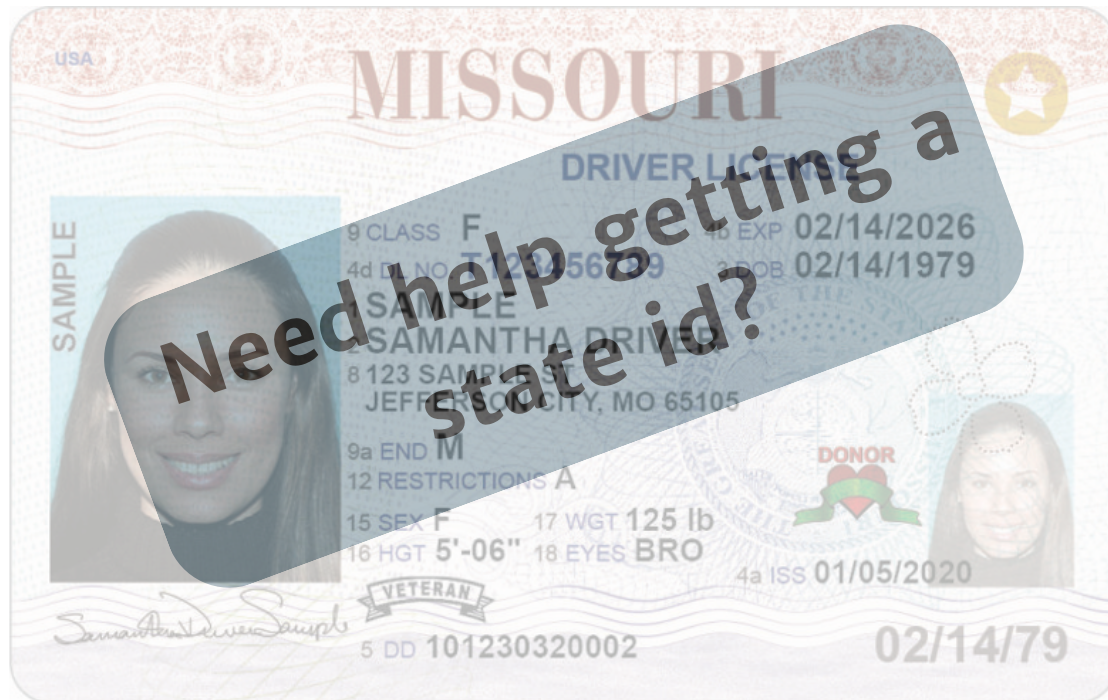 USA
MISSOURI
DRIVER LICENSE
SAMPLE
9 CLASS F
4b EXP 02/14/2026
4d DL NO. T123456789
3 DOB 02/14/1979
1 SAMPLE
2 SAMANTHA DRIVER
8 123 SAMPLE ST
JEFFERSON CITY, MO 65105
9a END M
12 RESTRICTIONS A
15 SEX F 17 WGT 125 lb
16 HGT 5'-06" 18 EYES BRO
DONOR
4a ISS 01/05/2020
VETERAN
5 DD 101230320002
02/14/79
Need help getting a
state id?